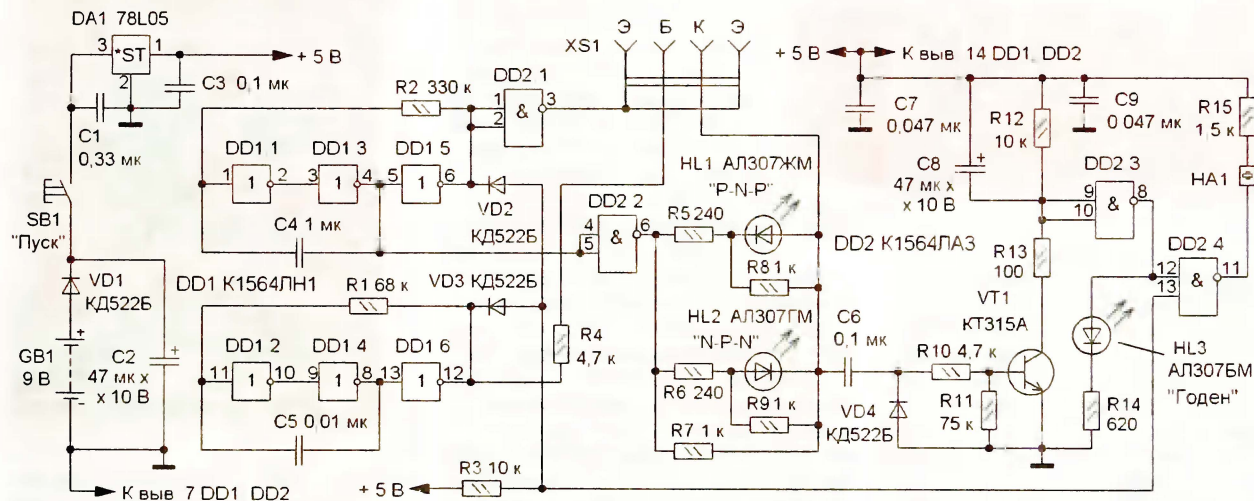 DA1 78L05
3
*ST
1
2
+ 5 В
C3 0,1 мк
C1
0,33 мк
SB1
"Пуск"
VD1
КД522Б
GB1
9 В
C2
47 мк х
х 10 В
К выв 7 DD1 DD2
R2 330 к
DD1 1
DD1 3
DD1 5
1
1
2
3
1
4
5
1
6
C4 1 мк
VD2
КД522Б
DD2 1
1
2
&
3
XS1
Э
Б
К
Э
DD1 К1564ЛН1
R1 68 к
VD3 КД522Б
DD1 2
DD1 4
DD1 6
11
1
10
9
1
8
13
1
12
C5 0,01 мк
R4
4,7 к
R3 10 к
+ 5 В
DD2 2
4
5
&
6
R5 240
HL1 АЛ307ЖМ
"P-N-P"
R8 1 к
DD2 К1564ЛА3
HL2 АЛ307ГМ
"N-P-N"
R6 240
R9 1 к
R7 1 к
C6
0,1 мк
VD4
КД522Б
R10 4,7 к
R11
75 к
VT1
КТ315А
+ 5 В
К выв 14 DD1, DD2
C7
0,047 мк
C8
47 мк х
х 10 В
R12
10 к
C9
0 047 мк
R13
100
DD2 3
9
10
&
8
DD2 4
12
13
&
11
R15
1,5 к
HA1
HL3
АЛ307БМ
"Годен"
R14
620